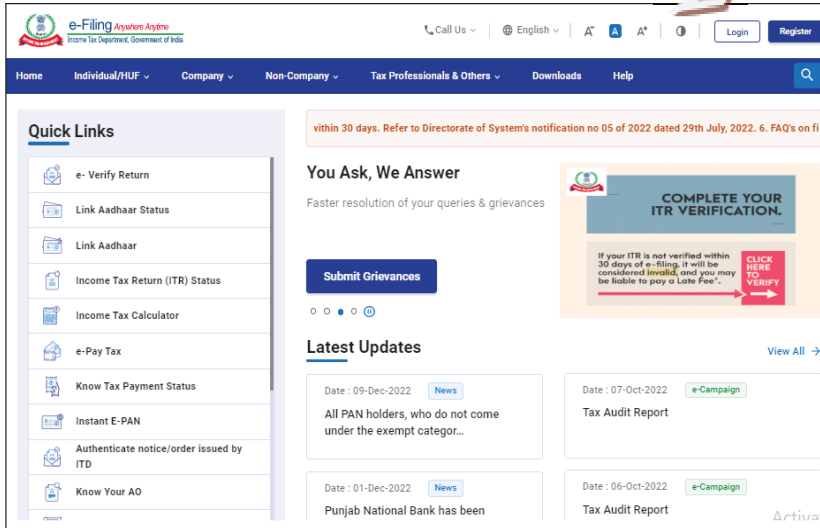 e-Filing Anywhere Anytime
Income Tax Department, Government of India
Call Us
English
A-
A
A+
Login
Register
Home
Individual/HUF
Company
Non-Company
Tax Professionals & Others
Downloads
Help
Quick Links
e- Verify Return
Link Aadhaar Status
Link Aadhaar
Income Tax Return (ITR) Status
Income Tax Calculator
e-Pay Tax
Know Tax Payment Status
Instant E-PAN
Authenticate notice/order issued by
ITD
Know Your AO
vithin 30 days. Refer to Directorate of System's notification no 05 of 2022 dated 29th July, 2022. 6. FAQ's on fi
You Ask, We Answer
Faster resolution of your queries & grievances
Submit Grievances
COMPLETE YOUR
ITR VERIFICATION.
If your ITR is not verified within
30 days of e-filing, it will be
considered invalid, and you may
be liable to pay a Late Fee*.
CLICK
HERE
TO
VERIFY
Latest Updates
View All
Date : 09-Dec-2022
News
All PAN holders, who do not come
under the exempt categor...
Date : 07-Oct-2022
e-Campaign
Tax Audit Report
Date : 01-Dec-2022
News
Punjab National Bank has been
Date : 06-Oct-2022
e-Campaign
Tax Audit Report
Activa